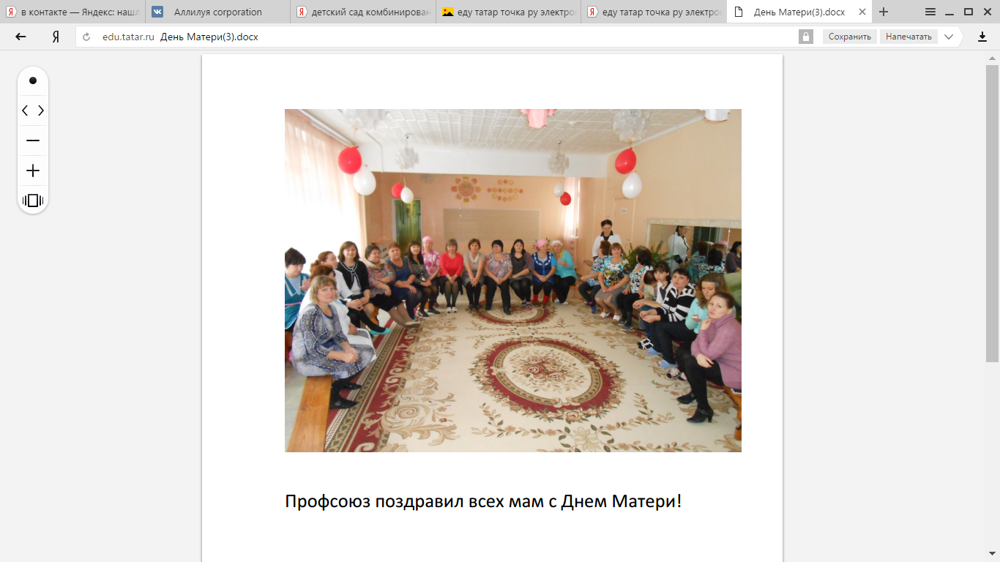 в контакте — Яндекс: нашл
Аллилуя corporation
детский сад комбинирован
еду татар точка ру электро
еду татар точка ру электро
День Матери(3).docx
edu.tatar.ru День Матери(3).docx
Сохранить
Напечатать
Профсоюз поздравил всех мам с Днем Матери!